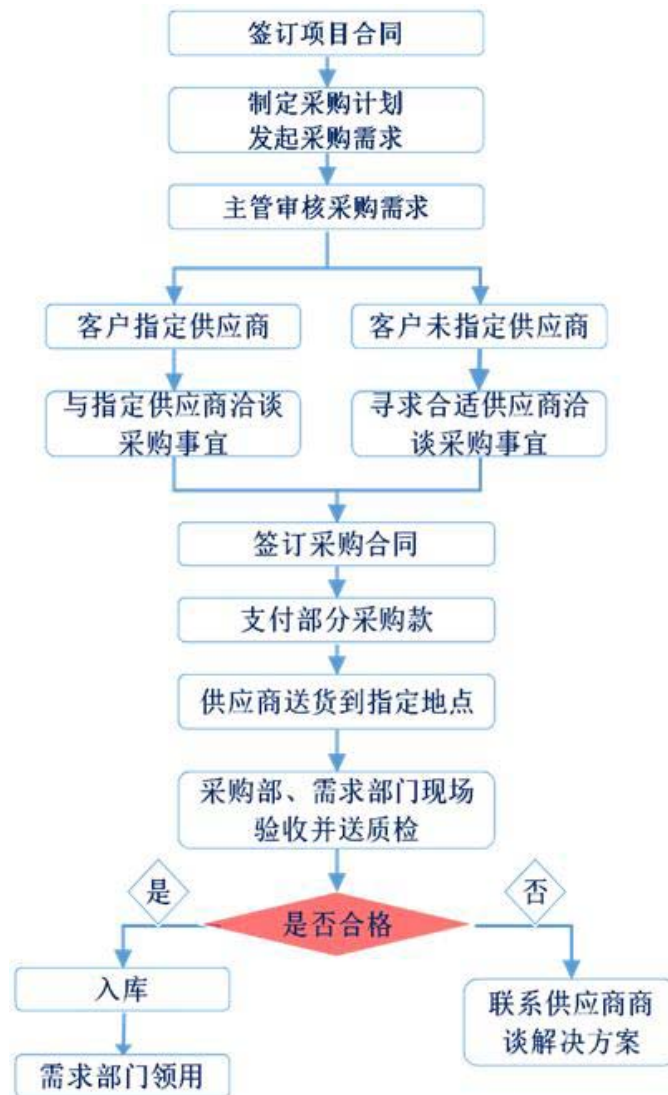 签订项目合同
制定采购计划
发起采购需求
主管审核采购需求
客户指定供应商
客户未指定供应商
与指定供应商洽谈
采购事宜
寻求合适供应商洽
谈采购事宜
签订采购合同
支付部分采购款
供应商送货到指定地点
采购部、需求部门现场
验收并送质检
是
否
是否合格
入库
联系供应商商
谈解决方案
需求部门领用